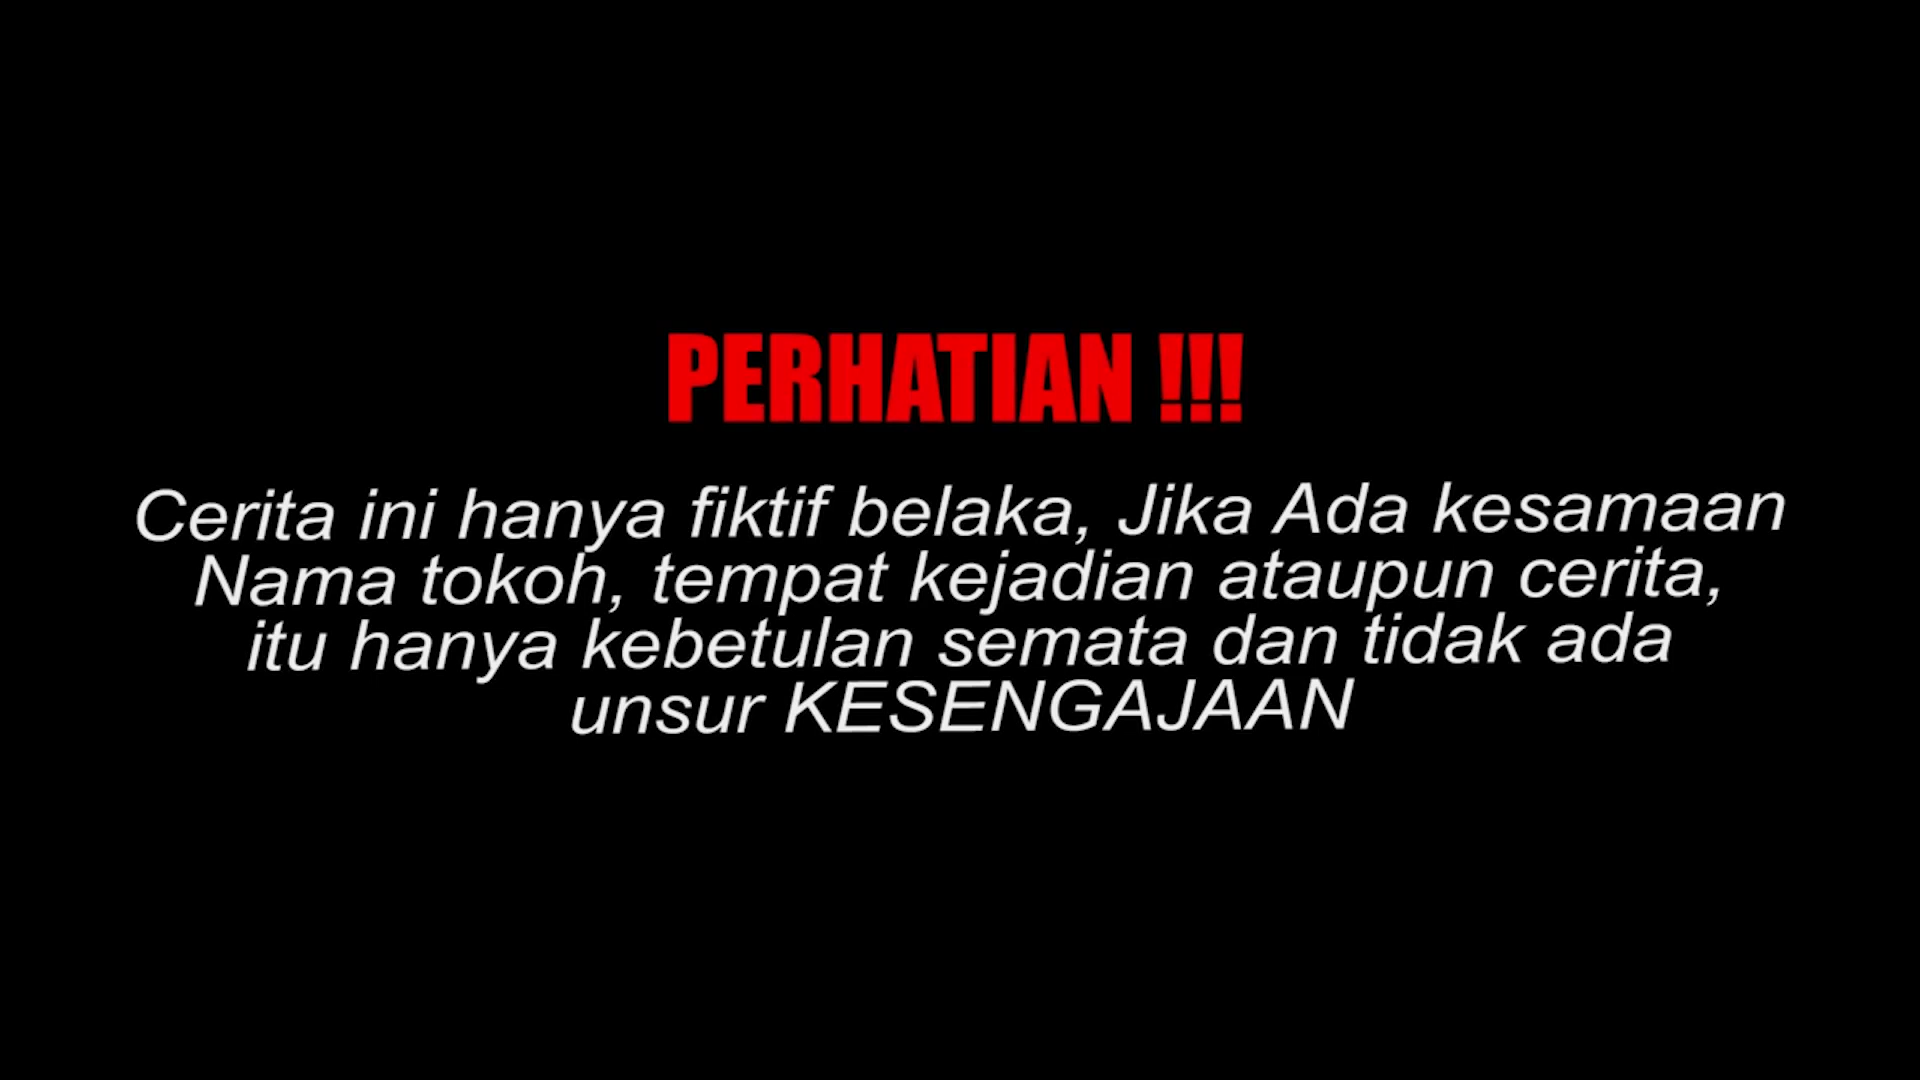 PERHATIAN !!!
Cerita ini hanya fiktif belaka, Jika Ada kesamaan
Nama tokoh, tempat kejadian ataupun cerita,
itu hanya kebetulan semata dan tidak ada
unsur KESENGAJAAN